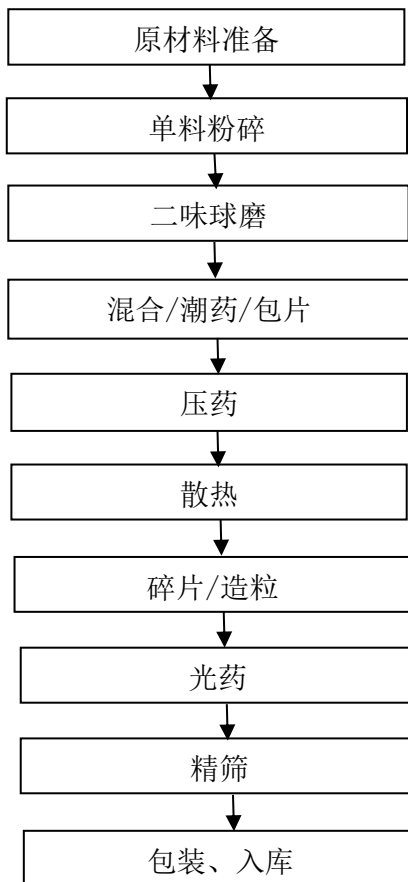 原材料准备
单料粉碎
二味球磨
混合/潮药/包片
压药
散热
碎片/造粒
光药
精筛
包装、入库